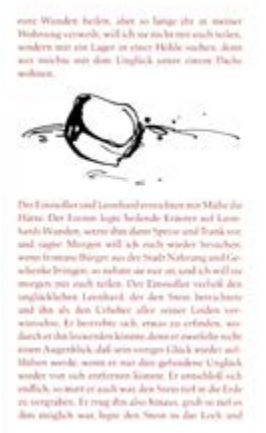 eure Wunden heilen, aber so lange ihr in meiner
Wohnung verweilt, will ich sie nicht mit euch teilen,
sondern mir ein Lager in einer Höhle suchen, denn
wer möchte mit dem Unglück unter einem Dache
wohnen.
Der Einsiedler und Leonhard erreichten mit Mühe die
Hütte. Der Eremit legte heilende Kräuter auf Leon-
hards Wunden, setzte ihm dann Speise und Trank vor,
und sagte: Morgen will ich euch wieder besuchen,
wenn fromme Bürger aus der Stadt Nahrung und Ge-
schenke bringen, so nehmt sie nur an, und ich will sie
morgen mit euch teilen. Der Einsiedler verließ den
unglücklichen Leonhard, der den Stein betrachtete
und ihn als den Urheber aller seiner Leiden ver-
wünschte. Er bereute sich, etwas zu erfinden, wo-
durch er ihn loswerden könnte, denn er zweifelte nicht
einen Augenblick, daß sein voriges Glück wieder auf-
blühen werde, wenn er nur den gefundene Unglück
wieder von sich entfernen könnte. Er entschloß sich
endlich, so matt er auch war, den Stein tief in die Erde
zu vergraben. Er trug ihn also hinaus, grub so tief es
ihm möglich war, legte den Stein in das Loch und